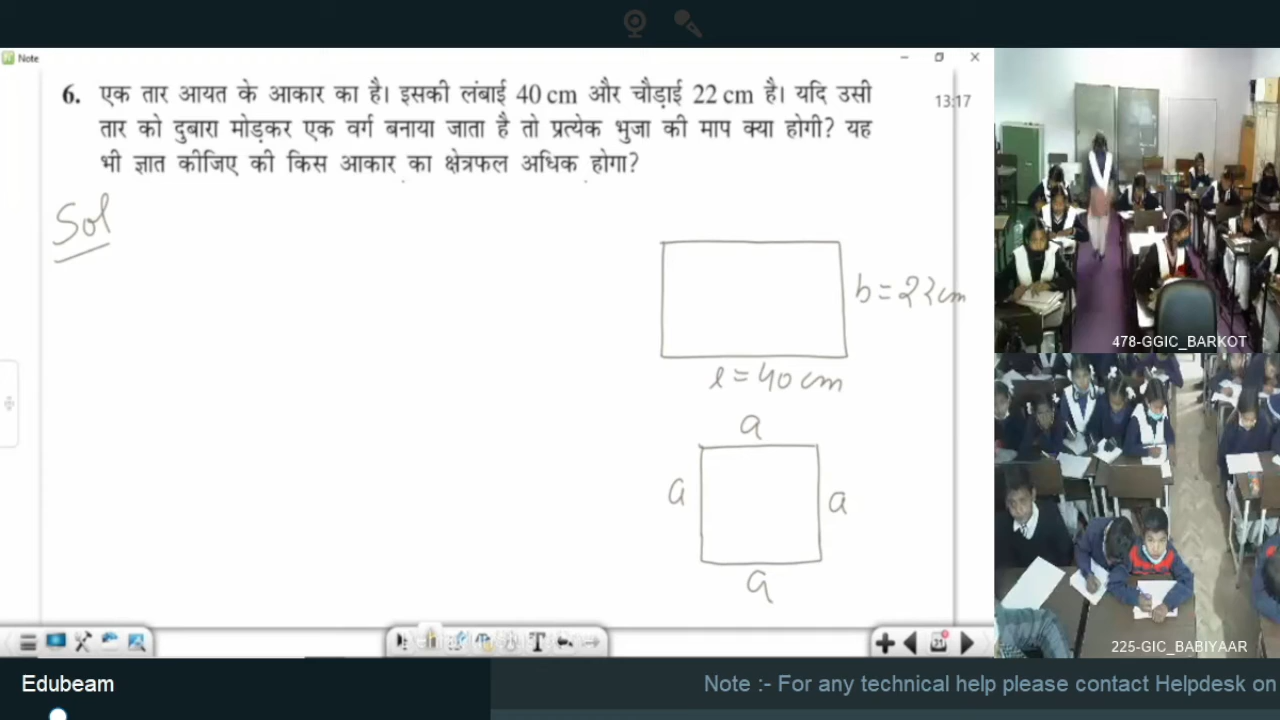 Note
6. एक तार आयत के आकार का है। इसकी लंबाई 40 cm और चौड़ाई 22 cm है। यदि उसी
तार को दुबारा मोड़कर एक वर्ग बनाया जाता है तो प्रत्येक भुजा की माप क्या होगी? यह
भी ज्ञात कीजिए की किस आकार का क्षेत्रफल अधिक होगा?
13:17
Sol
b = 22 cm
l = 40 cm
a
a
a
a
478-GGIC_BARKOT
225-GIC_BABIYAAR
T
31
Edubeam
Note :- For any technical help please contact Helpdesk on